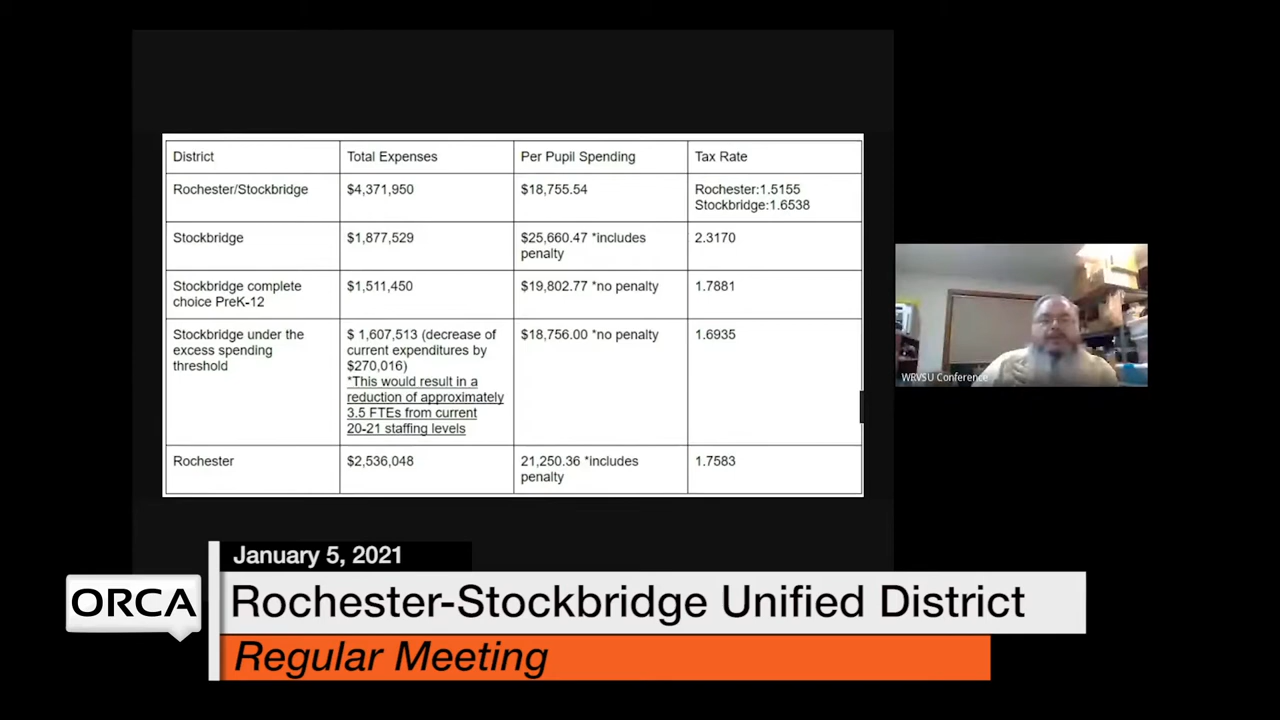 District Total Expenses Per Pupil Spending Tax Rate
Rochester/Stockbridge $4,371,950 $18,755.54 Rochester:1.5155
Stockbridge:1.6538
Stockbridge $1,877,529 $25,660.47 *includes 2.3170
penalty
Stockbridge complete $1,511,450 $19,802.77 *no penalty 1.7881
choice PreK-12
Stockbridge under the $ 1,607,513 (decrease of $18,756.00 *no penalty 1.6935
excess spending current expenditures by
threshold $270,016)
*This would result in a
reduction of approximately
3.5 FTEs from current
20-21 staffing levels
Rochester $2,536,048 21,250.36 *includes 1.7583
penalty
WRVSU Conference
January 5, 2021
ORCA Rochester-Stockbridge Unified District
Regular Meeting